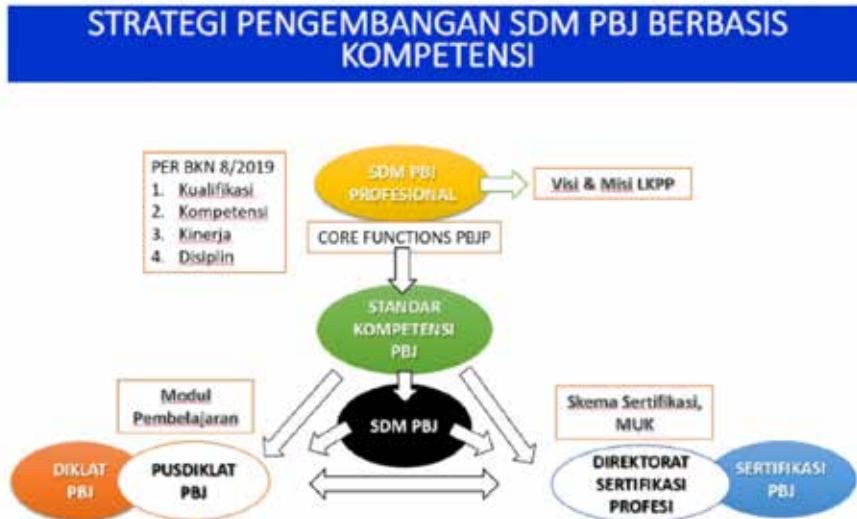 STRATEGI PENGEMBANGAN SDM PBJ BERBASIS
KOMPETENSI
PER BKN 8/2019
1. Kualifikasi
2. Kompetensi
3. Kinerja
4. Disiplin
SDM PBJ
PROFESIONAL
Visi & Misi LKPP
CORE FUNCTIONS PBJP
STANDAR
KOMPETENSI
PBJ
Modul
Pembelajaran
SDM PBJ
Skema Sertifikasi,
MUK
DIKLAT
PBJ
PUSDIKLAT
PBJ
DIREKTORAT
SERTIFIKASI
PROFESI
SERTIFIKASI
PBJ